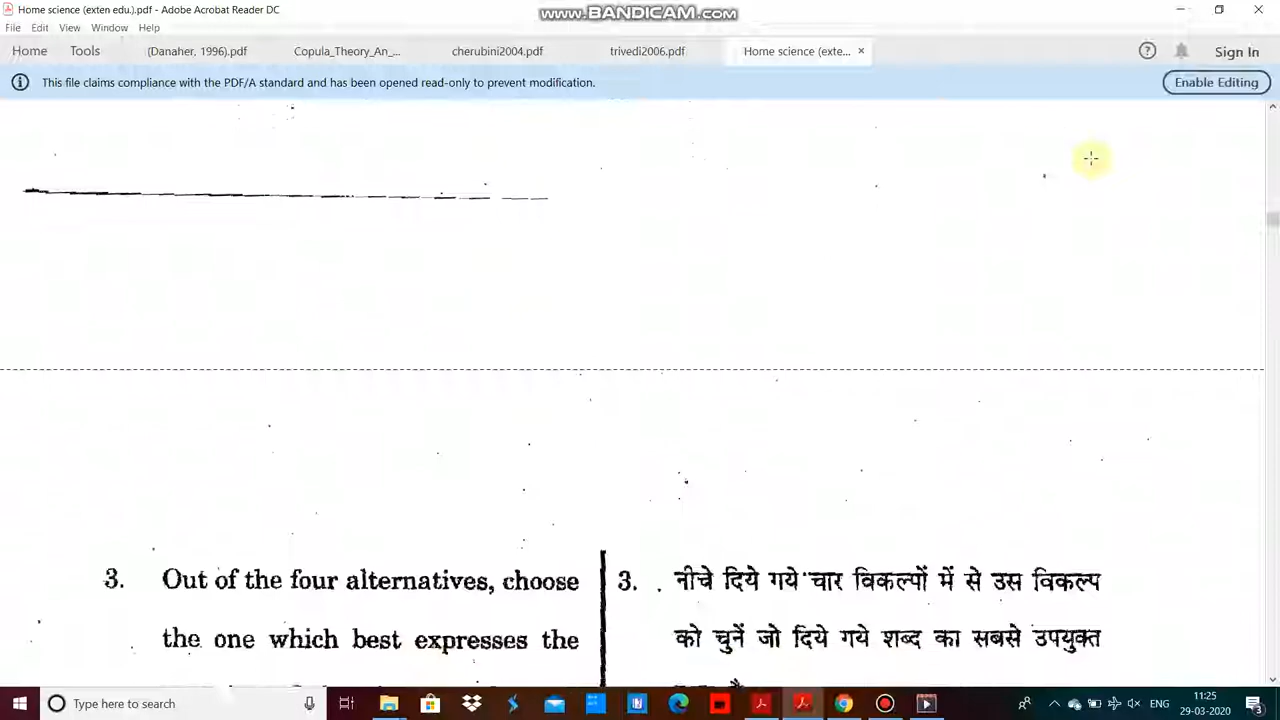 Home science (exten edu.).pdf - Adobe Acrobat Reader DC
www.BANDICAM.com
File Edit View Window Help
Home Tools (Danaher, 1996).pdf Copula_Theory_An_... cherubini2004.pdf trivedi2006.pdf Home science (exte... × Sign In
This file claims compliance with the PDF/A standard and has been opened read-only to prevent modification. Enable Editing
3. Out of the four alternatives, choose
the one which best expresses the
3. नीचे दिये गये चार विकल्पों में से उस विकल्प
को चुनें जो दिये गये शब्द का सबसे उपयुक्त
Type here to search
ENG
11:25
29-03-2020